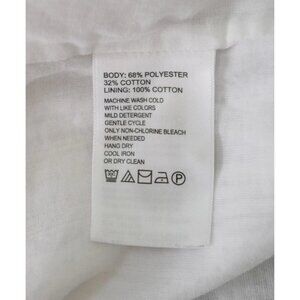 BODY: 68% POLYESTER
32% COTTON
LINING: 100% COTTON
MACHINE WASH COLD
WITH LIKE COLORS
MILD DETERGENT
GENTLE CYCLE
ONLY NON-CHLORINE BLEACH
WHEN NEEDED
HANG DRY
COOL IRON
OR DRY CLEAN
P